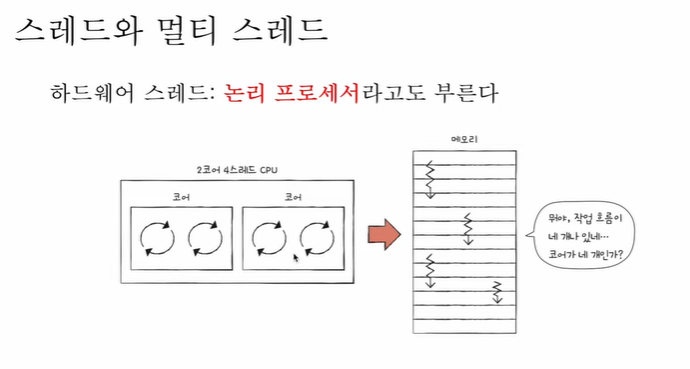 스레드와 멀티 스레드
하드웨어 스레드: 논리 프로세서라고도 부른다
2코어 4스레드 CPU
코어
코어
메모리
뭐야, 작업 흐름이
네 개나 있네…
코어가 네 개인가?